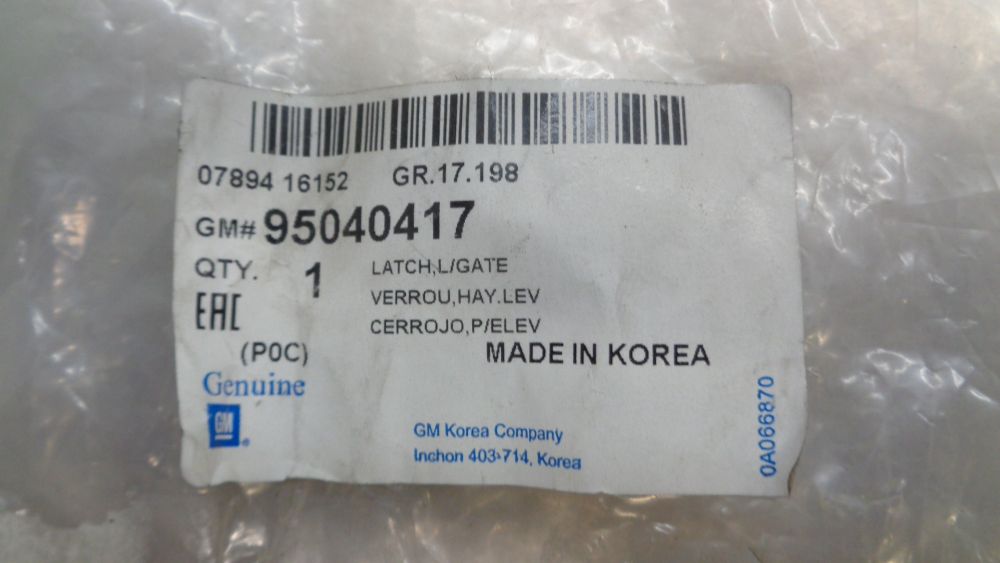 07894 16152 GR.17.198
GM# 95040417
QTY. 1 LATCH,L/GATE
VERROU,HAY.LEV
EAC
CERROJO,P/ELEV
(P0C) MADE IN KOREA
Genuine
GM
®
GM Korea Company
Inchon 403-714, Korea
0A066870